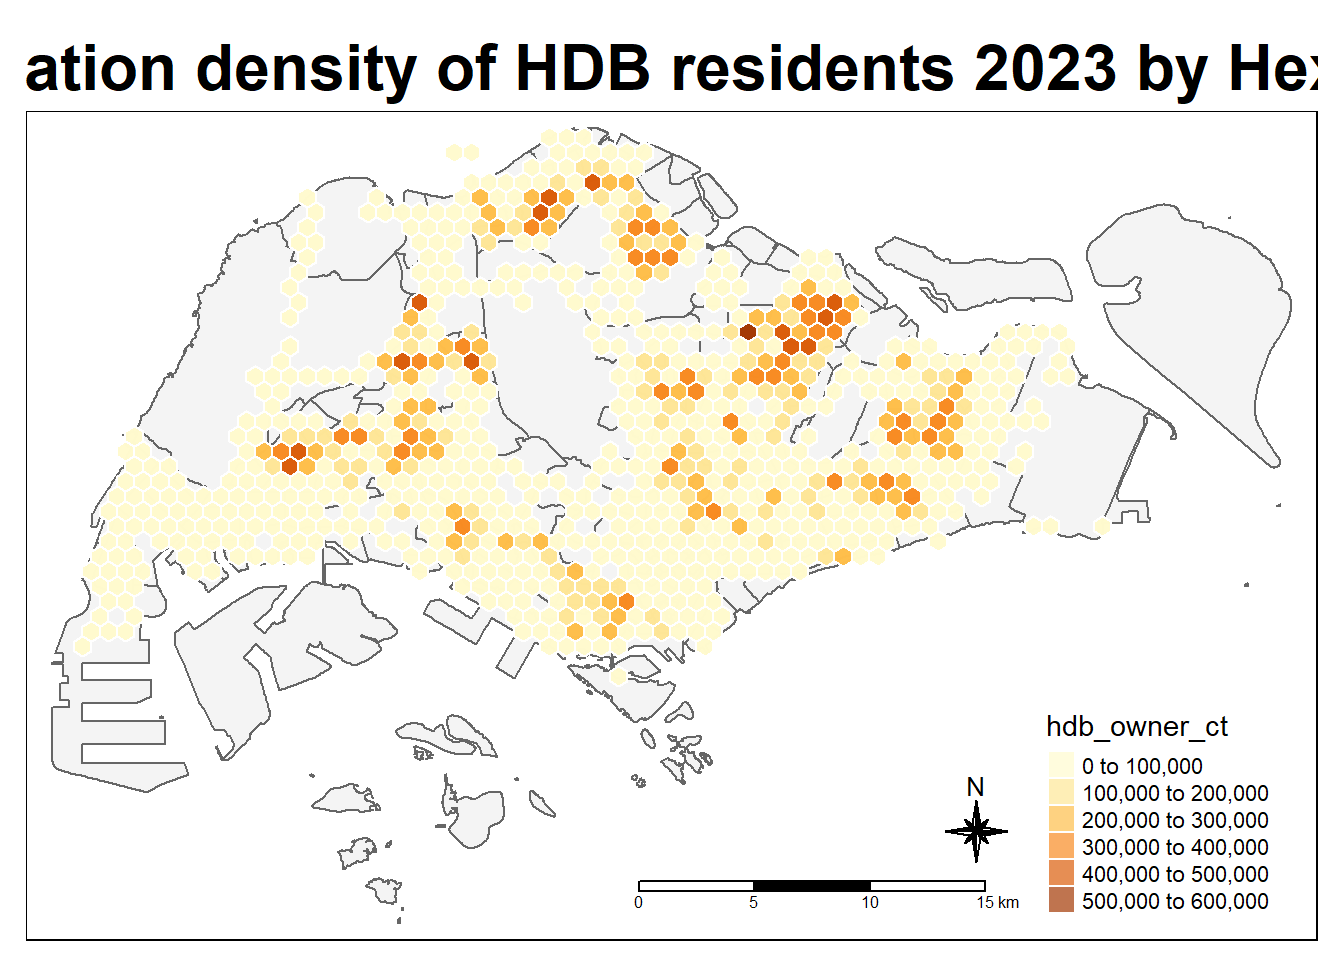 ation density of HDB residents 2023 by Hex
hdb_owner_ct
0 to 100,000
100,000 to 200,000
200,000 to 300,000
300,000 to 400,000
400,000 to 500,000
500,000 to 600,000
N
0 5 10 15 km